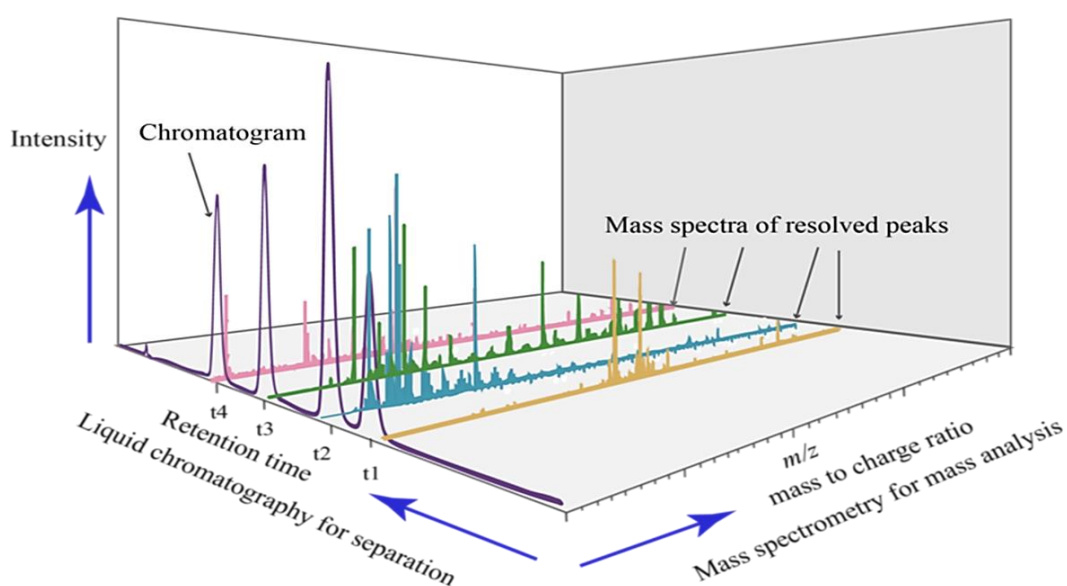 Intensity
Chromatogram
Mass spectra of resolved peaks
t4
t3
t2
t1
Retention time
Liquid chromatography for separation
m/z
mass to charge ratio
Mass spectrometry for mass analysis